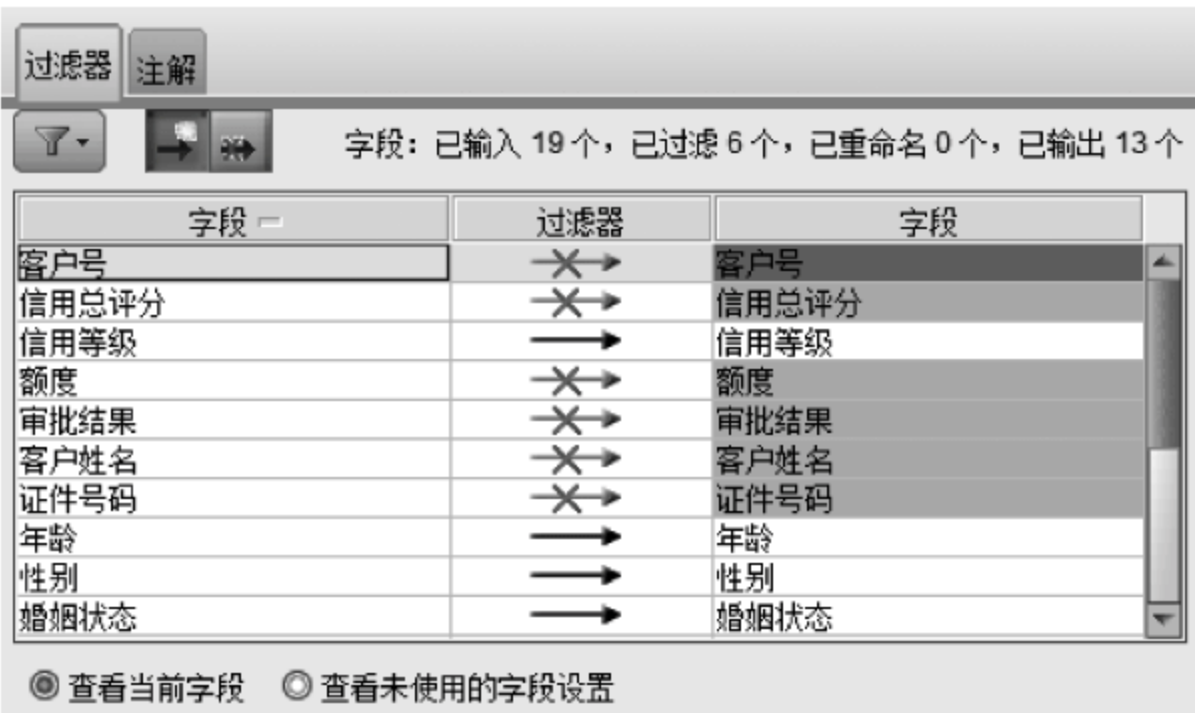 过滤器 注解
字段：已输入 19 个，已过滤 6 个，已重命名 0 个，已输出 13 个
字段 过滤器 字段
客户号 客户号
信用总评分 信用总评分
信用等级 信用等级
额度 额度
审批结果 审批结果
客户姓名 客户姓名
证件号码 证件号码
年龄 年龄
性别 性别
婚姻状态 婚姻状态
查看当前字段 查看未使用的字段设置